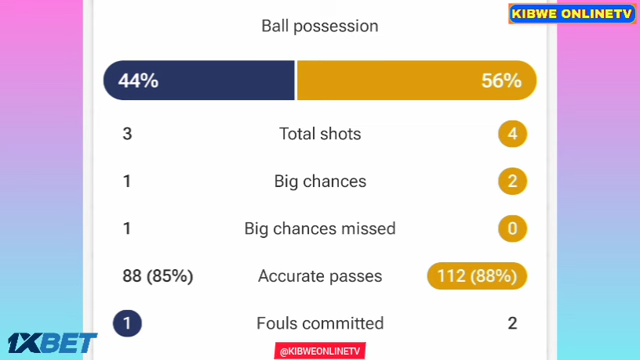 KIBWE ONLINETV
Ball possession
44% 56%
3 Total shots 4
1 Big chances 2
1 Big chances missed 0
88 (85%) Accurate passes 112 (88%)
1 Fouls committed 2
1XBET
@KIBWEONLINETV